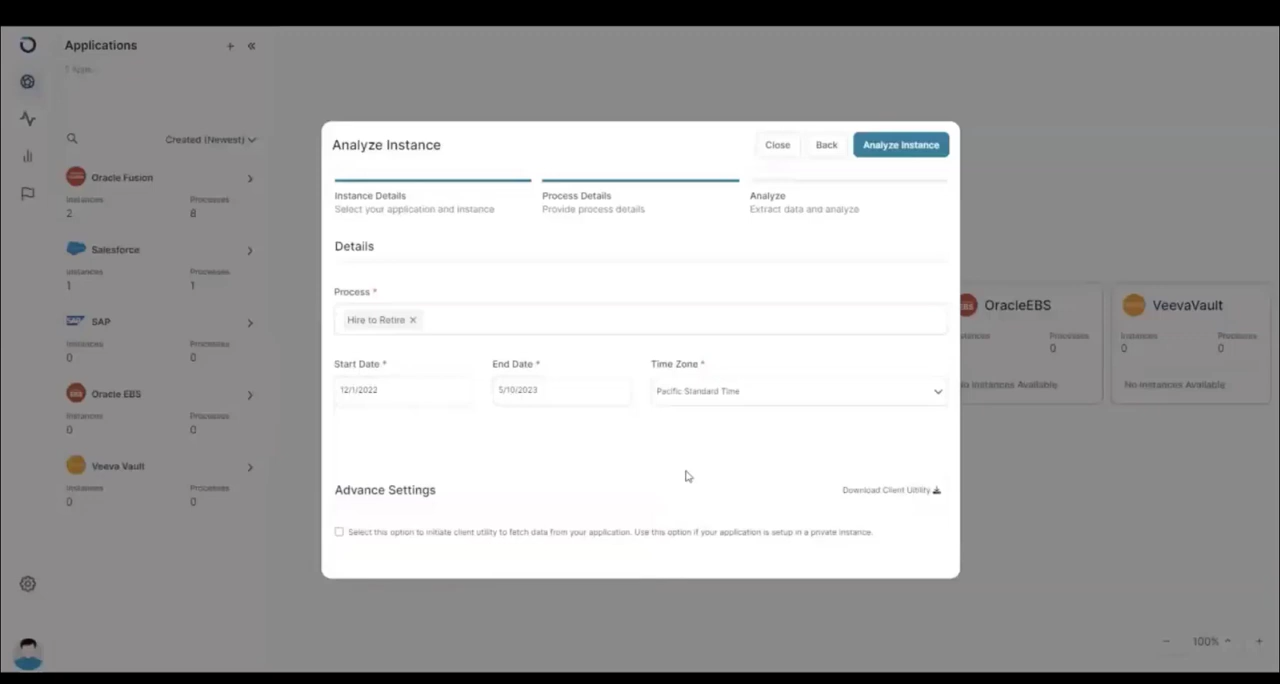 Applications
Created (Newest)
Oracle Fusion
Instances
Processes
2
8
Salesforce
Instances
Processes
1
1
SAP
Instances
Processes
0
0
Oracle EBS
Instances
Processes
0
0
Veeva Vault
Instances
Processes
0
0
Analyze Instance
Close
Back
Analyze Instance
Instance Details
Select your application and instance
Process Details
Provide process details
Analyze
Extract data and analyze
Details
Process *
Hire to Retire
Start Date *
12/1/2022
End Date *
5/10/2023
Time Zone *
Pacific Standard Time
Advance Settings
Download Client Utility
Select this option to initiate client utility to fetch data from your application. Use this option if your application is setup in a private instance.
EBS
OracleEBS
Processes
0
Instances Available
VeevaVault
Instances
Processes
0
0
No Instances Available
100%